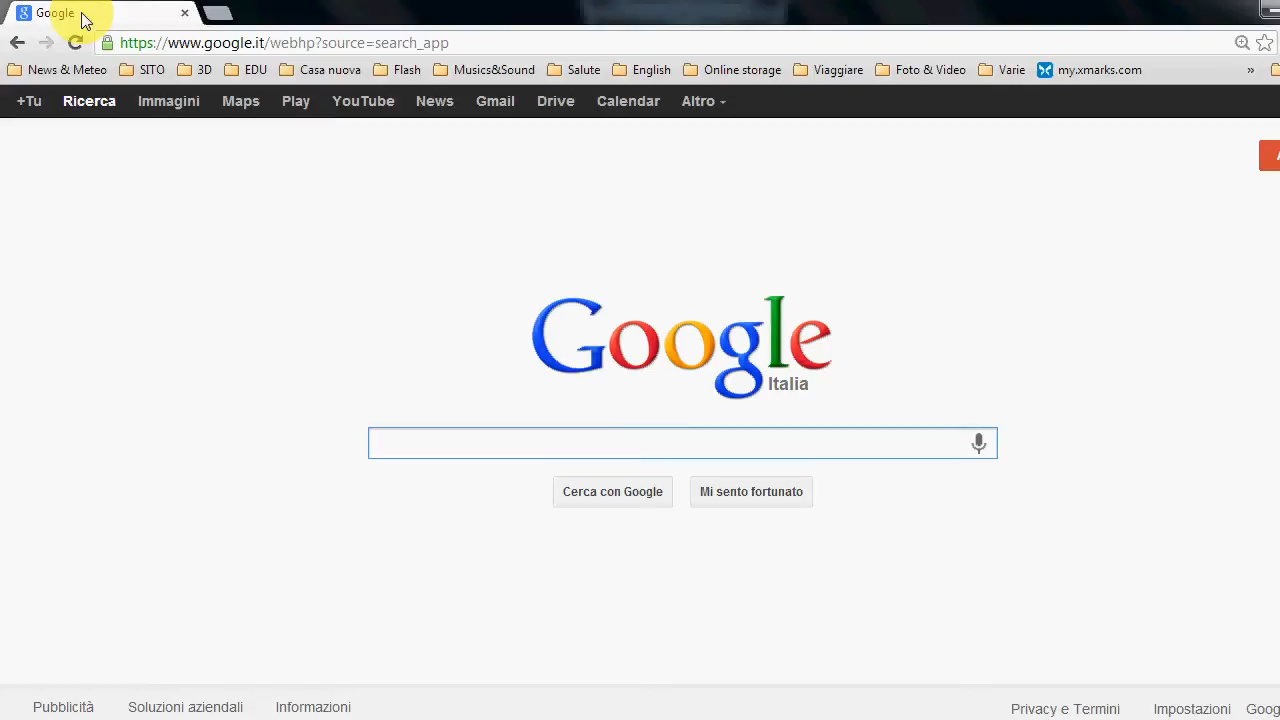 Google
https://www.google.it/webhp?source=search_app
News & Meteo SITO 3D EDU Casa nuova Flash Musics&Sound Salute English Online storage Viaggiare Foto & Video Varie my.xmarks.com »
+Tu Ricerca Immagini Maps Play YouTube News Gmail Drive Calendar Altro
Google
Italia
Cerca con Google Mi sento fortunato
Pubblicità Soluzioni aziendali Informazioni Privacy e Termini Impostazioni Goog